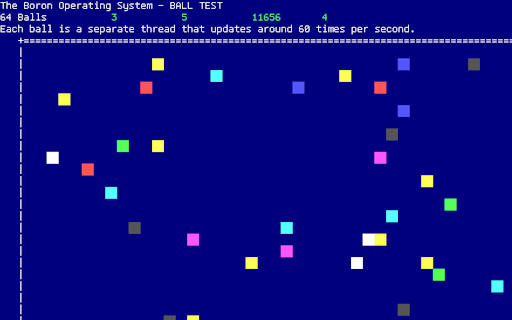 The Boron Operating System - BALL TEST
64 Balls 3 5 11656 4
Each ball is a separate thread that updates around 60 times per second.